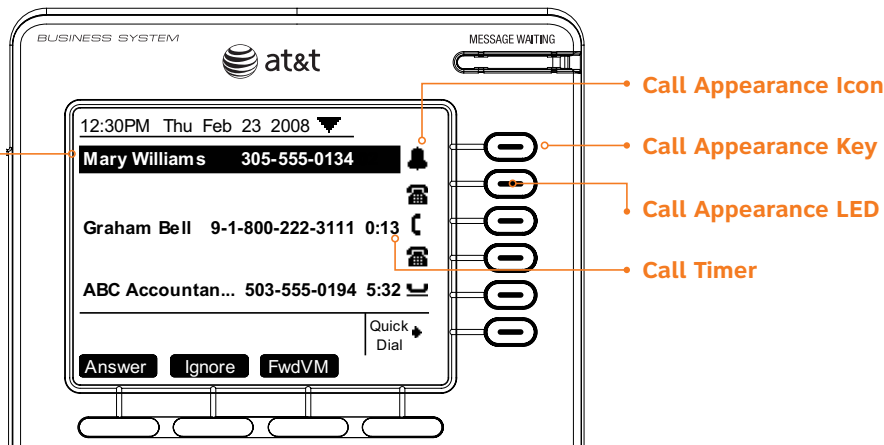 BUSINESS SYSTEM
MESSAGE WAITING
at&t
Call Appearance Icon
12:30PM Thu Feb 23 2008
Mary Williams 305-555-0134
Call Appearance Key
Call Appearance LED
Graham Bell 9-1-800-222-3111 0:13
Call Timer
ABC Accountan... 503-555-0194 5:32
Quick
Dial
Answer Ignore FwdVM